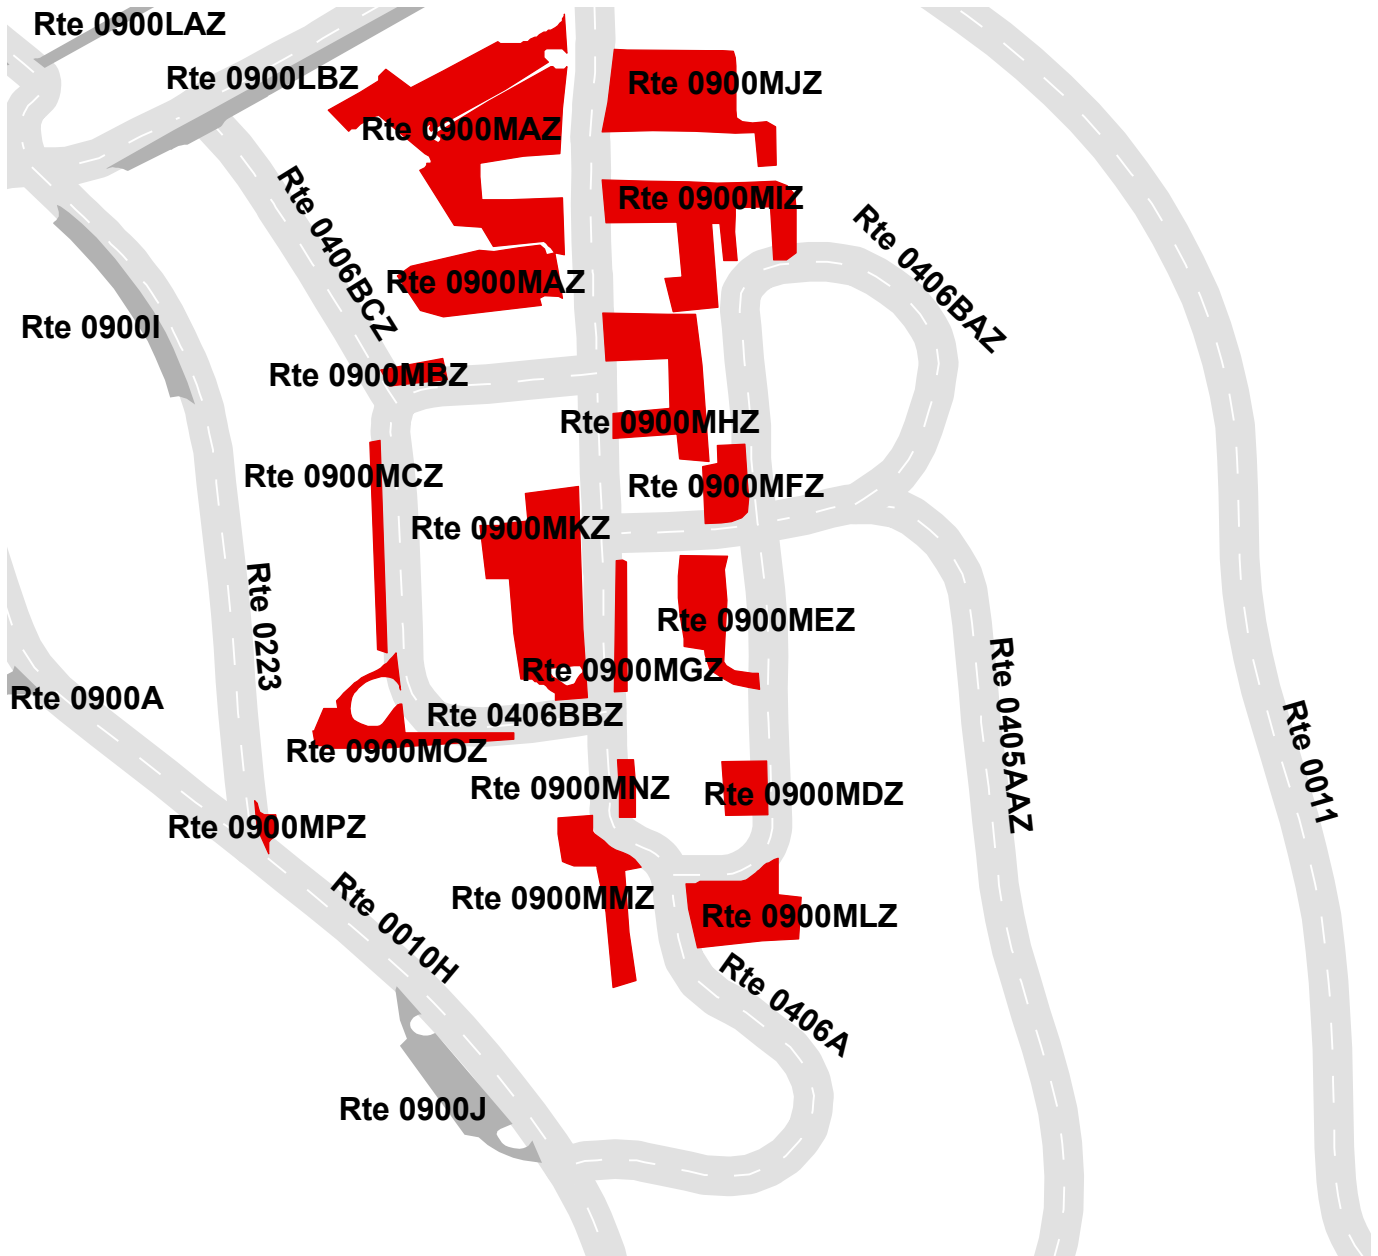 Rte 0900LAZ
Rte 0900LBZ
Rte 0900MJZ
Rte 0900MAZ
Rte 0900MIZ
Rte 0406BCZ
Rte 0406BAZ
Rte 0900MAZ
Rte 0900I
Rte 0900MBZ
Rte 0900MHZ
Rte 0900MCZ
Rte 0900MFZ
Rte 0900MKZ
Rte 0223
Rte 0900MEZ
Rte 0900MGZ
Rte 0900A
Rte 0406BBZ
Rte 0405AAZ
Rte 0900MOZ
Rte 0011
Rte 0900MNZ
Rte 0900MDZ
Rte 0900MPZ
Rte 0900MMZ
Rte 0900MLZ
Rte 0010H
Rte 0406A
Rte 0900J